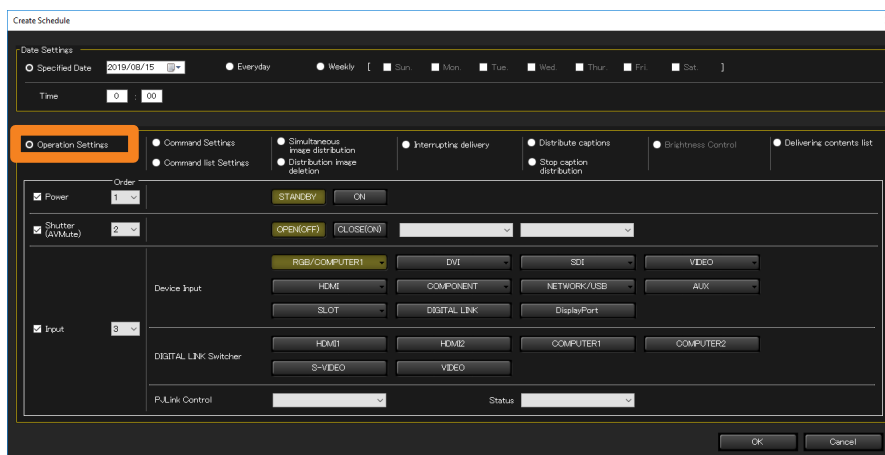 Create Schedule
Date Settings
Specified Date 2019/08/15 Everyday Weekly [ Sun. Mon. Tue. Wed. Thur. Fri. Sat. ]
Time 0 : 00
Operation Settings
Command Settings
Command list Settings
Simultaneous
image distribution
Distribution image
deletion
Interrupting delivery
Distribute captions
Stop caption
distribution
Brightness Control
Delivering contents list
Order
Power 1 STANDBY ON
Shutter
(AVMute) 2 OPEN(OFF) CLOSE(ON)
Input 3
Device Input
RGB/COMPUTER1 DVI SDI VIDEO
HDMI COMPONENT NETWORK/USB AUX
SLOT DIGITAL LINK DisplayPort
DIGITAL LINK Switcher
HDMI1 HDMI2 COMPUTER1 COMPUTER2
S-VIDEO VIDEO
PJLink Control Status
OK Cancel